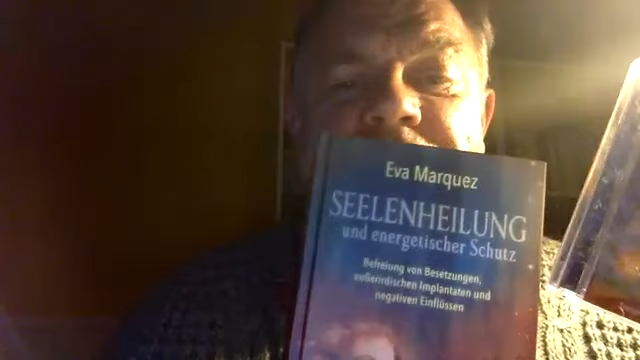 Eva Marquez
SEELENHEILUNG
und energetischer Schutz
Befreiung von Besetzungen,
außerirdischen Implantaten und
negativen Einflüssen